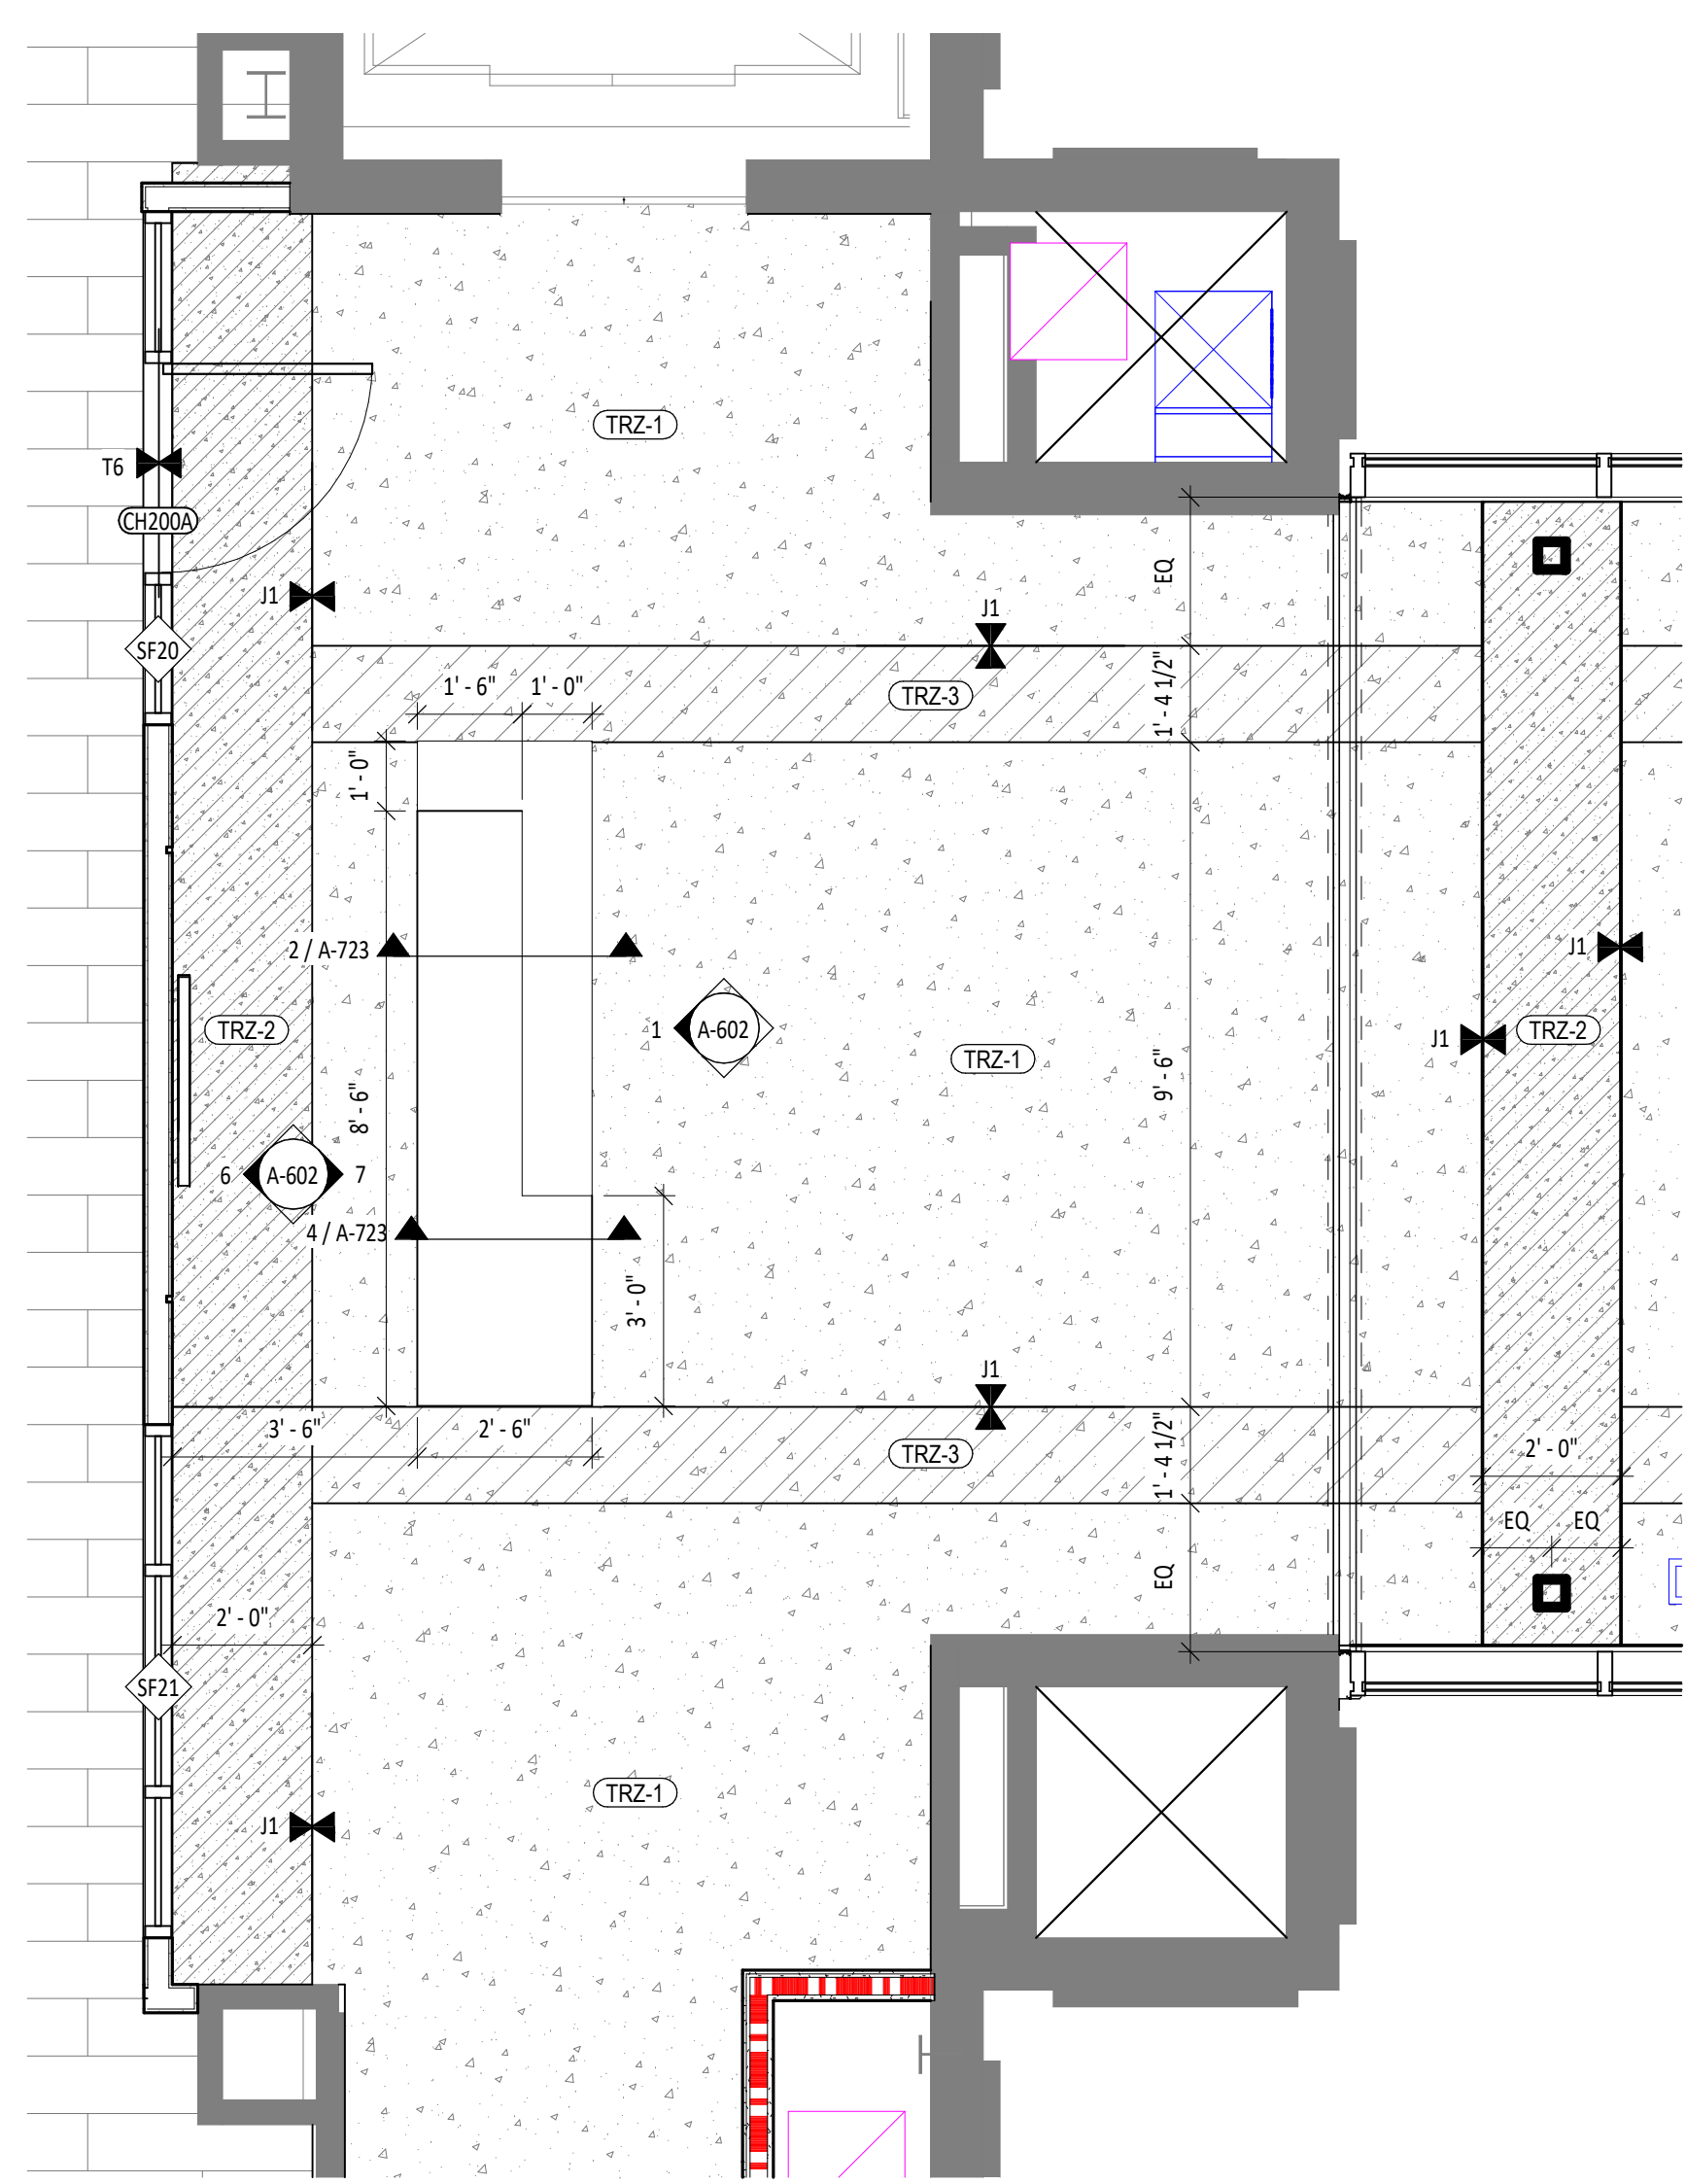 TRZ-1
T6
CH200A
EQ
J1
J1
SF20
1' - 6"
1' - 0"
TRZ-3
1' - 4 1/2"
1' - 0"
2 / A-723
J1
TRZ-2
1
A-602
TRZ-1
9' - 6"
J1
TRZ-2
8' - 6"
6
A-602
7
4 / A-723
3' - 0"
J1
3' - 6"
2' - 6"
TRZ-3
1' - 4 1/2"
2' - 0"
EQ
EQ
EQ
2' - 0"
SF21
TRZ-1
J1